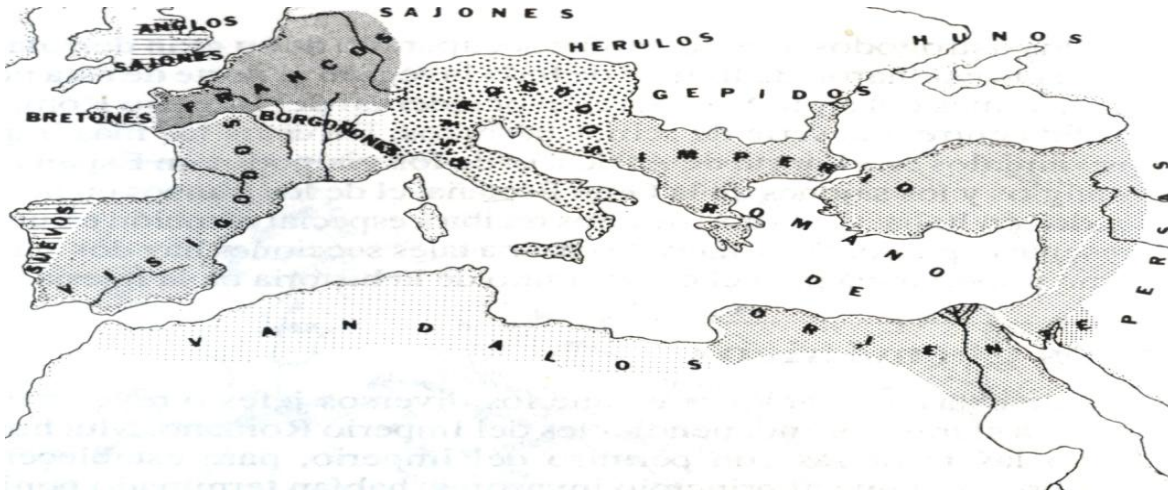 SAJONES
ANGLOS
SAJONES
HERULOS
HUNOS
FRANCOS
GEPIDOS
BRETONES
BORGOÑONES
OSTROGODOS
SUEVOS
VISIGODOS
IMPERIO
ROMANO
DE
ORIENTE
PERSAS
VANDALOS